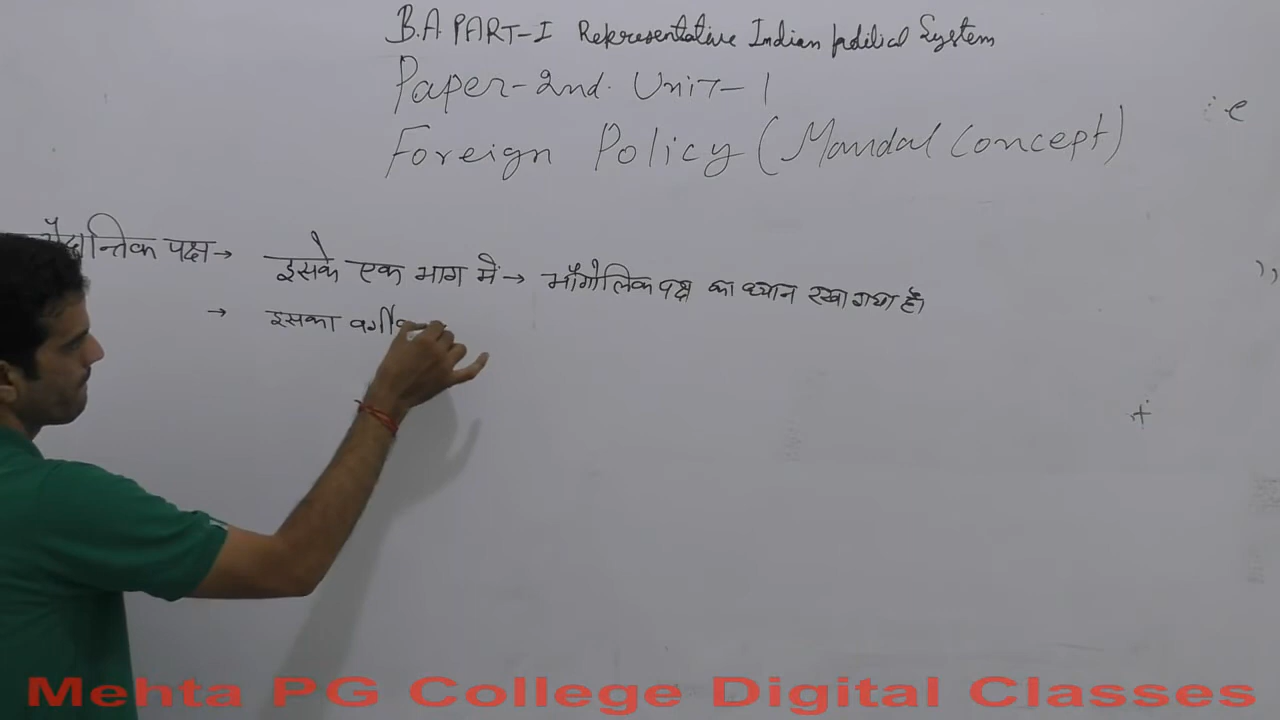 B.A PART-I Representative Indian Political System
Paper-2nd. Unit-1
Foreign Policy (Mandal Concept)
सैद्धान्तिक पक्ष→ इसके एक भाग में→ भौगोलिक पक्ष का ध्यान रखा गया है।
→ इसका
Mehta PG College Digital Classes